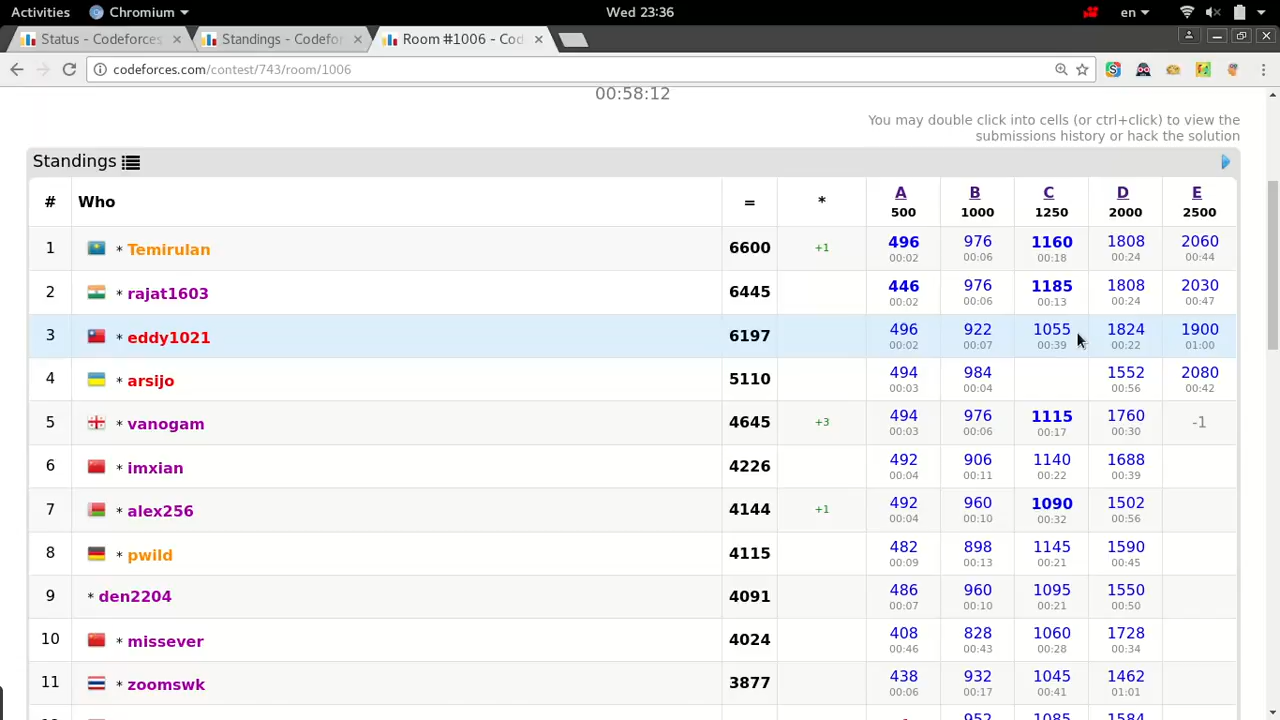 Activities Chromium Wed 23:36 en
Status - Codeforces Standings - Codefor Room #1006 - Cod
codeforces.com/contest/743/room/1006
00:58:12
You may double click into cells (or ctrl+click) to view the
submissions history or hack the solution
Standings
# Who = * A B C D E
500 1000 1250 2000 2500
1 * Temirulan 6600 +1 496 976 1160 1808 2060
00:02 00:06 00:18 00:24 00:44
2 * rajat1603 6445 446 976 1185 1808 2030
00:02 00:06 00:13 00:24 00:47
3 * eddy1021 6197 496 922 1055 1824 1900
00:02 00:07 00:39 00:22 01:00
4 * arsijo 5110 494 984 1552 2080
00:03 00:04 00:56 00:42
5 * vanogam 4645 +3 494 976 1115 1760 -1
00:03 00:06 00:17 00:30
6 * imxian 4226 492 906 1140 1688
00:04 00:11 00:22 00:39
7 * alex256 4144 +1 492 960 1090 1502
00:04 00:10 00:32 00:56
8 * pwild 4115 482 898 1145 1590
00:09 00:13 00:21 00:45
9 * den2204 4091 486 960 1095 1550
00:07 00:10 00:21 00:50
10 * missever 4024 408 828 1060 1728
00:46 00:43 00:28 00:34
11 * zoomswk 3877 438 932 1045 1462
00:06 00:17 00:41 01:01
952 1085 1584